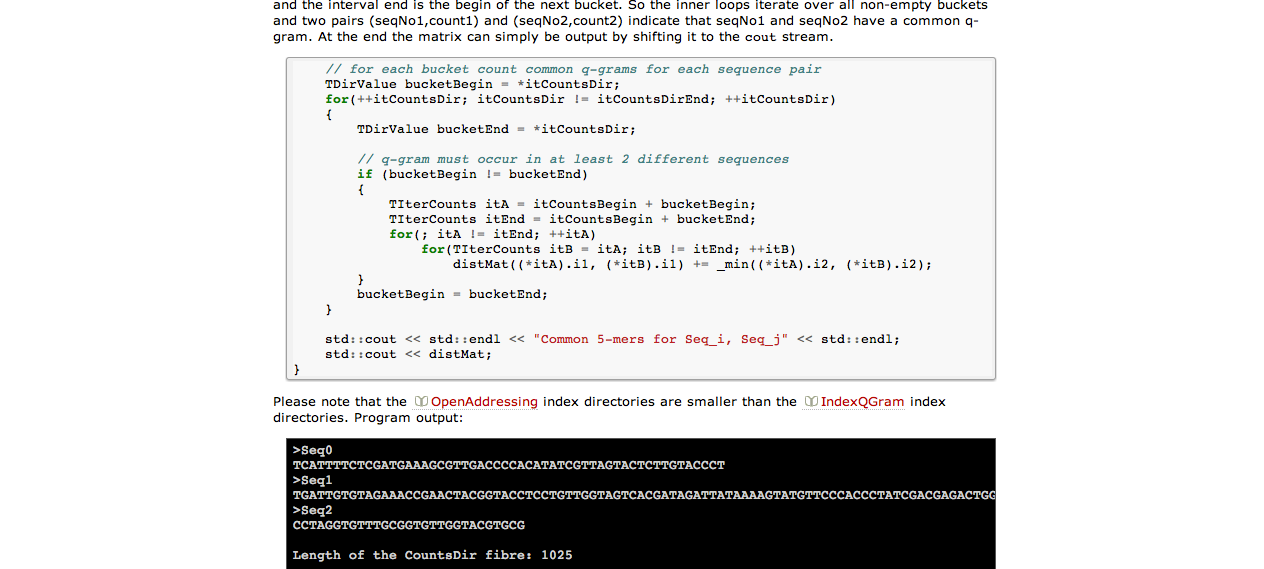 and the interval end is the begin of the next bucket. So the inner loops iterate over all non-empty buckets
and two pairs (seqNo1,count1) and (seqNo2,count2) indicate that seqNo1 and seqNo2 have a common q-
gram. At the end the matrix can simply be output by shifting it to the cout stream.
// for each bucket count common q-grams for each sequence pair
TDirValue bucketBegin = *itCountsDir;
for(++itCountsDir; itCountsDir != itCountsDirEnd; ++itCountsDir)
{
TDirValue bucketEnd = *itCountsDir;
// q-gram must occur in at least 2 different sequences
if (bucketBegin != bucketEnd)
{
TIterCounts itA = itCountsBegin + bucketBegin;
TIterCounts itEnd = itCountsBegin + bucketEnd;
for(; itA != itEnd; ++itA)
for(TIterCounts itB = itA; itB != itEnd; ++itB)
distMat((*itA).i1, (*itB).i1) += _min((*itA).i2, (*itB).i2);
}
bucketBegin = bucketEnd;
}
std::cout << std::endl << "Common 5-mers for Seq_i, Seq_j" << std::endl;
std::cout << distMat;
}
Please note that the OpenAddressing index directories are smaller than the IndexQGram index
directories. Program output:
>Seq0
TCATTTTCTCGATGAAAGCGTTGACCCCACATATCGTTAGTACTCTTGTACCCT
>Seq1
TGATTGTGTAGAAACCGAACTACGGTACCTCCTGTTGGTAGTCACGATAGATTATAAAAGTATGTTCCCACCCTATCGACGAGACTGG
>Seq2
CCTAGGTGTTTGCGGTGTTGGTACGTGCG
Length of the CountsDir fibre: 1025